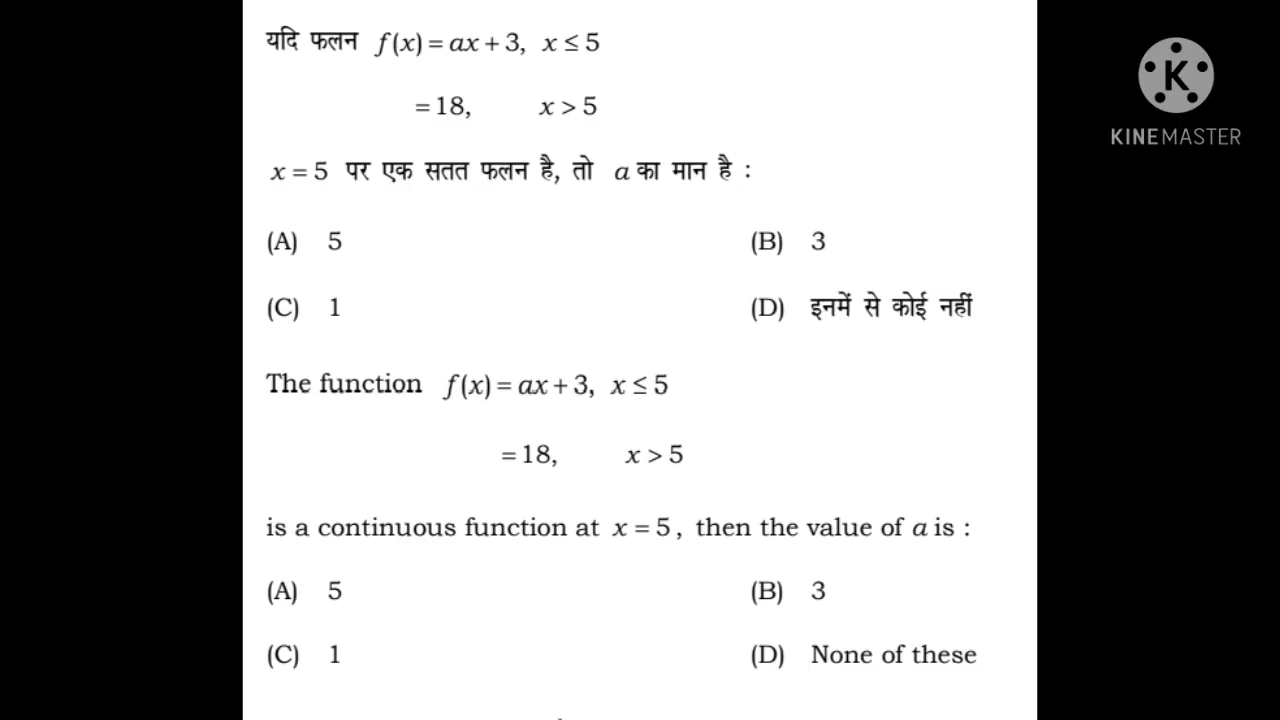 यदि फलन f(x) = ax + 3, x ≤ 5
= 18, x > 5
x = 5 पर एक सतत फलन है, तो a का मान है :
(A) 5 (B) 3
(C) 1 (D) इनमें से कोई नहीं
The function f(x) = ax + 3, x ≤ 5
= 18, x > 5
is a continuous function at x = 5, then the value of a is :
(A) 5 (B) 3
(C) 1 (D) None of these
K
KINEMASTER